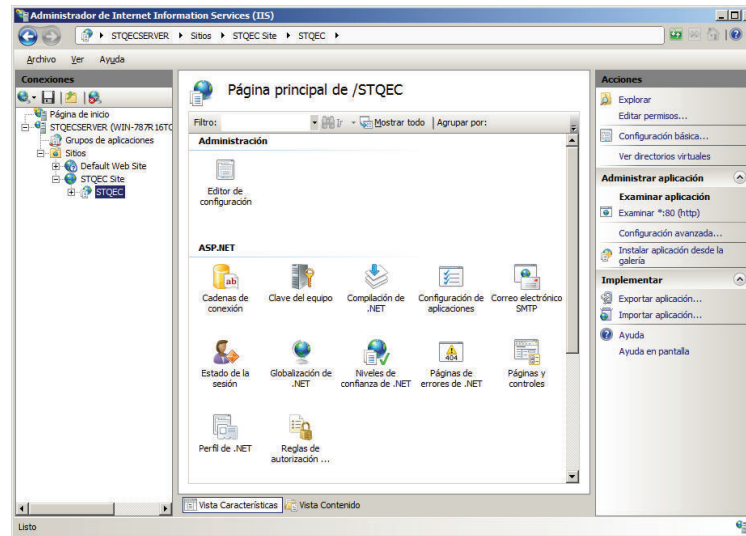 Administrador de Internet Information Services (IIS)
STQECSERVER Sitios STQEC Site STQEC
Archivo Ver Ayuda
Conexiones
Página de inicio
STQECSERVER (WIN-787R16TO
Grupos de aplicaciones
Sitios
Default Web Site
STQEC Site
STQEC
Página principal de /STQEC
Filtro: Ir Mostrar todo Agrupar por:
Administración
Editor de
configuración
ASP.NET
Cadenas de
conexión
Clave del equipo
Compilación de
.NET
Configuración de
aplicaciones
Correo electrónico
SMTP
Estado de la
sesión
Globalización de
.NET
Niveles de
confianza de .NET
Páginas de
errores de .NET
Páginas y
controles
Perfil de .NET
Reglas de
autorización ...
Vista Características Vista Contenido
Acciones
Explorar
Editar permisos...
Configuración básica...
Ver directorios virtuales
Administrar aplicación
Examinar aplicación
Examinar *:80 (http)
Configuración avanzada...
Instalar aplicación desde la
galería
Implementar
Exportar aplicación...
Importar aplicación...
Ayuda
Ayuda en pantalla
Listo